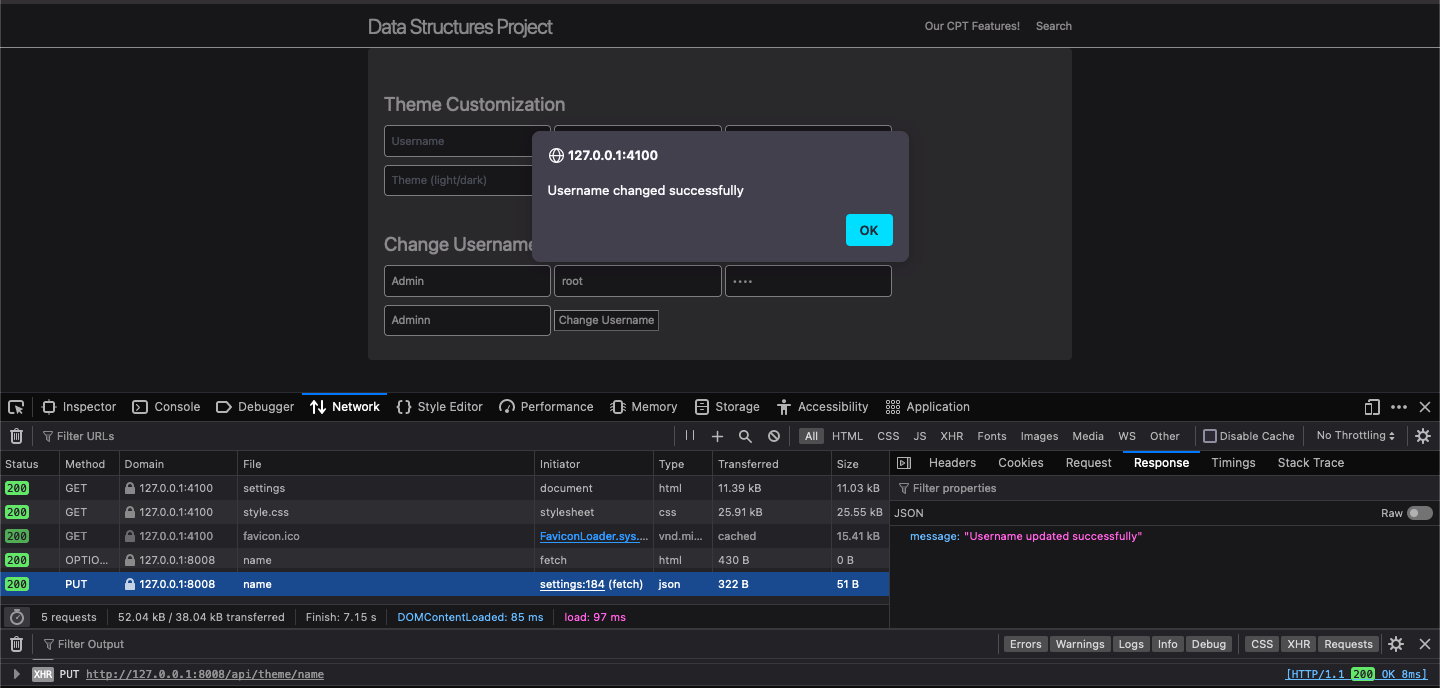 Data Structures Project
Our CPT Features! Search
Theme Customization
Username
Theme (light/dark)
127.0.0.1:4100
Username changed successfully
OK
Change Username
Admin root ••••
Adminn Change Username
Inspector Console Debugger Network Style Editor Performance Memory Storage Accessibility Application
Filter URLs All HTML CSS JS XHR Fonts Images Media WS Other Disable Cache No Throttling
Status Method Domain File Initiator Type Transferred Size
200 GET 127.0.0.1:4100 settings document html 11.39 kB 11.03 kB
200 GET 127.0.0.1:4100 style.css stylesheet css 25.91 kB 25.55 kB
200 GET 127.0.0.1:4100 favicon.ico FaviconLoader.sys.... vnd.mi... cached 15.41 kB
200 OPTIO... 127.0.0.1:8008 name fetch html 430 B 0 B
200 PUT 127.0.0.1:8008 name settings:184 (fetch) json 322 B 51 B
5 requests 52.04 kB / 38.04 kB transferred Finish: 7.15 s DOMContentLoaded: 85 ms load: 97 ms
Headers Cookies Request Response Timings Stack Trace
Filter properties
JSON Raw
message: "Username updated successfully"
Filter Output Errors Warnings Logs Info Debug CSS XHR Requests
XHR PUT http://127.0.0.1:8008/api/theme/name [HTTP/1.1 200 OK 8ms]